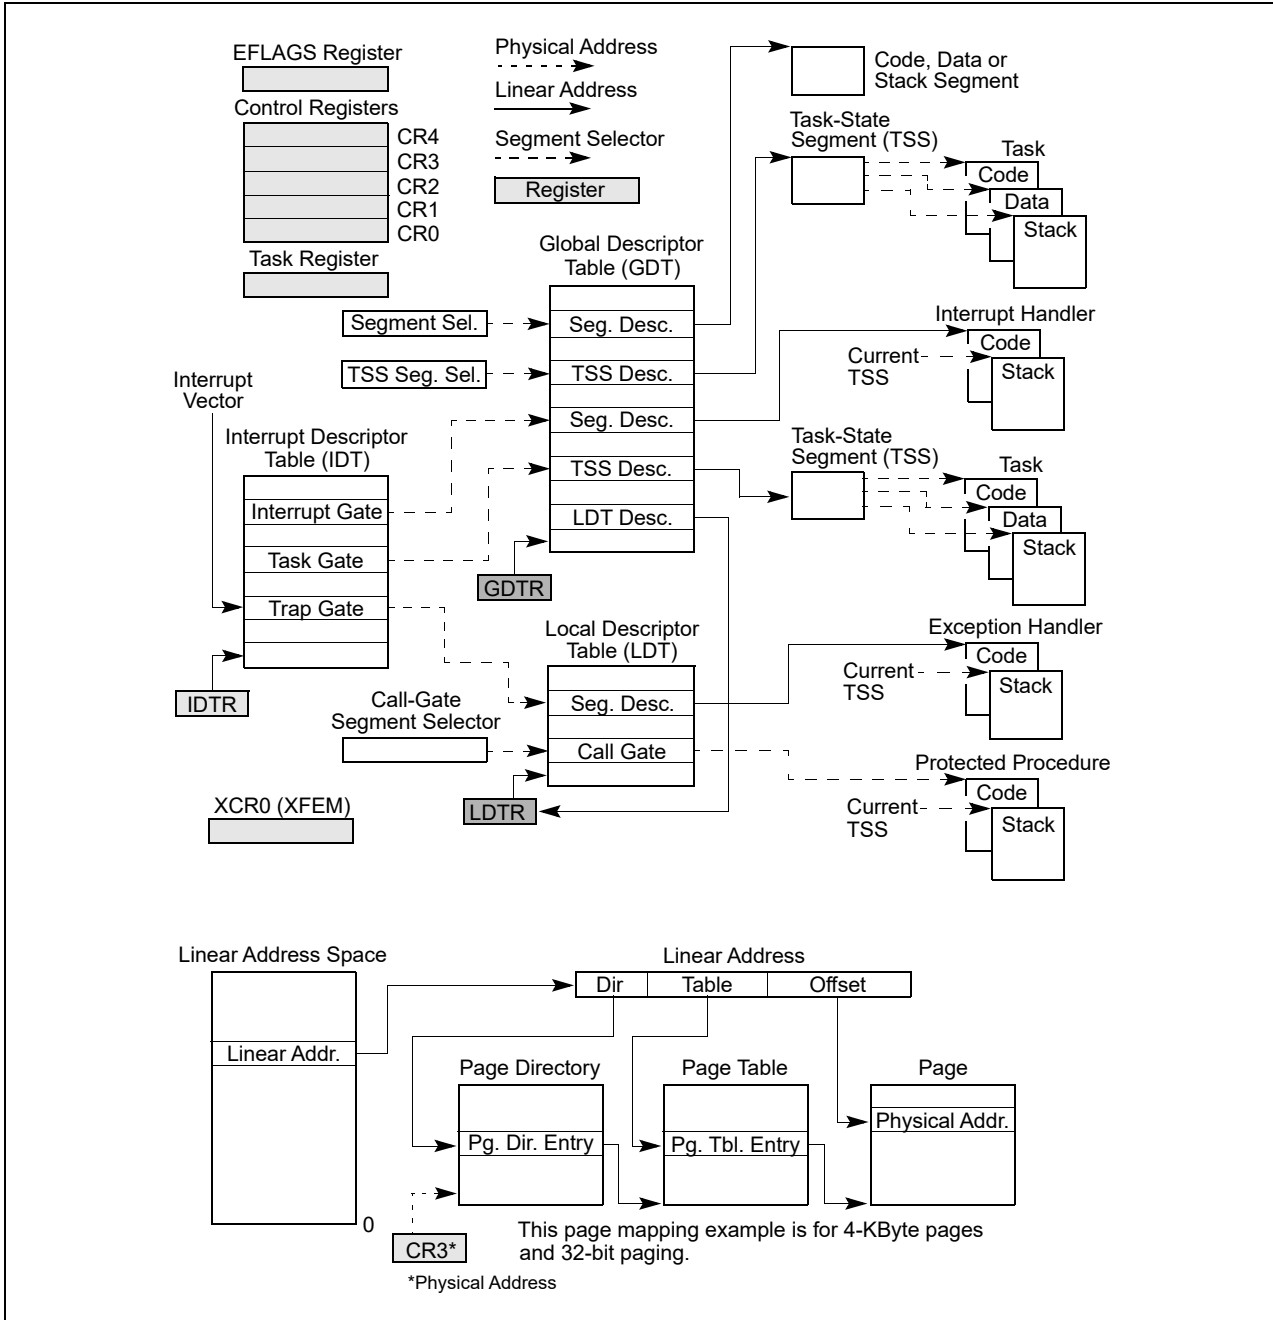 EFLAGS Register
Control Registers
CR4
CR3
CR2
CR1
CR0
Task Register
Physical Address
Linear Address
Segment Selector
Register
Code, Data or
Stack Segment
Task-State
Segment (TSS)
Task
Code
Data
Stack
Global Descriptor
Table (GDT)
Segment Sel.
Seg. Desc.
TSS Seg. Sel.
TSS Desc.
Seg. Desc.
TSS Desc.
LDT Desc.
GDTR
Interrupt Handler
Code
Stack
Current
TSS
Interrupt
Vector
Interrupt Descriptor
Table (IDT)
Interrupt Gate
Task Gate
Trap Gate
IDTR
Task-State
Segment (TSS)
Task
Code
Data
Stack
Local Descriptor
Table (LDT)
Seg. Desc.
Call Gate
LDTR
Call-Gate
Segment Selector
Exception Handler
Code
Stack
Current
TSS
Protected Procedure
Code
Stack
Current
TSS
XCR0 (XFEM)
Linear Address Space
Linear Addr.
0
Linear Address
Dir
Table
Offset
Page Directory
Pg. Dir. Entry
Page Table
Pg. Tbl. Entry
Page
Physical Addr.
CR3*
*Physical Address
This page mapping example is for 4-KByte pages
and 32-bit paging.